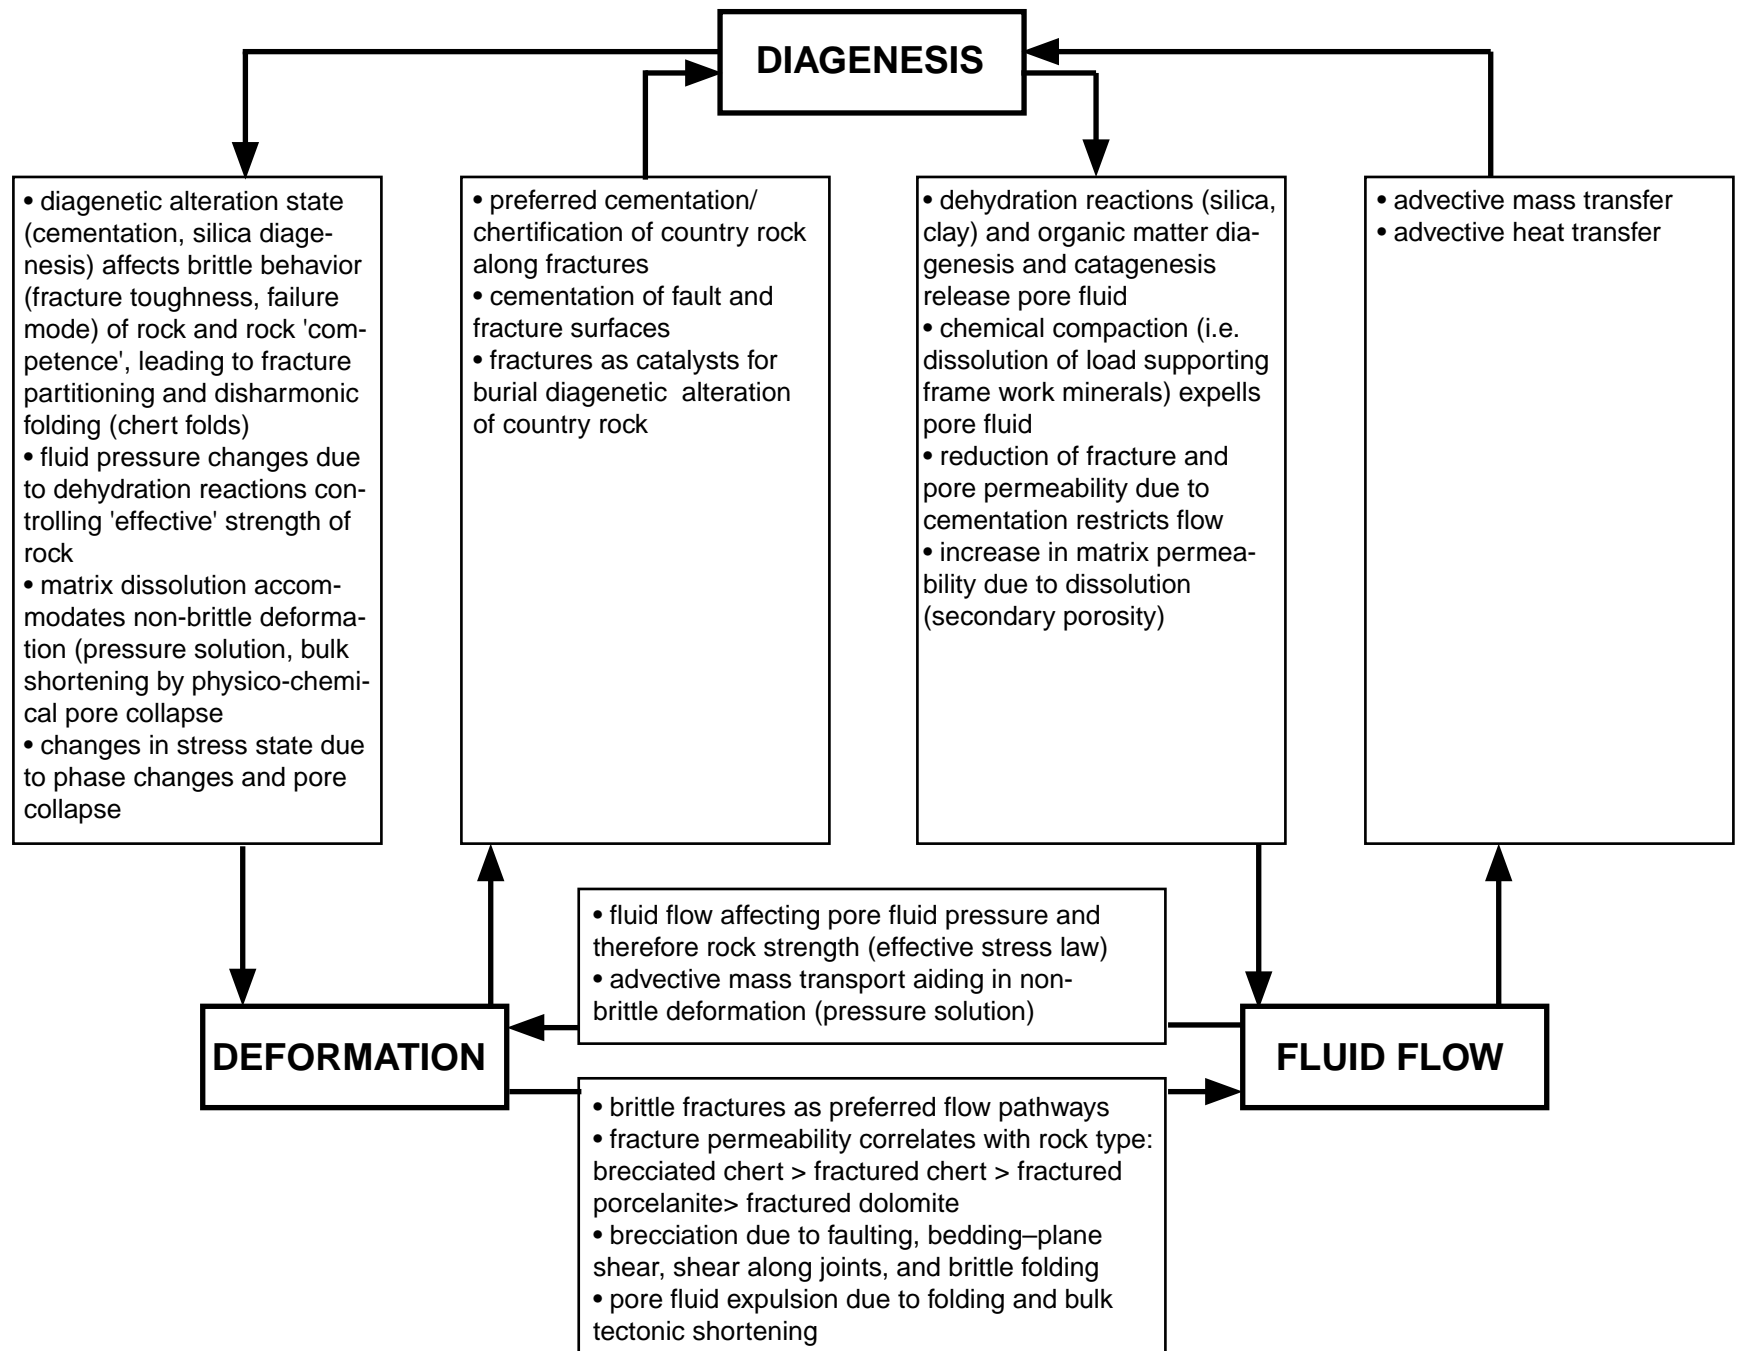 DIAGENESIS
• diagenetic alteration state
(cementation, silica diage-
nesis) affects brittle behavior
(fracture toughness, failure
mode) of rock and rock 'com-
petence', leading to fracture
partitioning and disharmonic
folding (chert folds)
• fluid pressure changes due
to dehydration reactions con-
trolling 'effective' strength of
rock
• matrix dissolution accom-
modates non-brittle deforma-
tion (pressure solution, bulk
shortening by physico-chemi-
cal pore collapse
• changes in stress state due
to phase changes and pore
collapse
• preferred cementation/
chertification of country rock
along fractures
• cementation of fault and
fracture surfaces
• fractures as catalysts for
burial diagenetic  alteration
of country rock
• dehydration reactions (silica,
clay) and organic matter dia-
genesis and catagenesis
release pore fluid
• chemical compaction (i.e.
dissolution of load supporting
frame work minerals) expells
pore fluid
• reduction of fracture and
pore permeability due to
cementation restricts flow
• increase in matrix permea-
bility due to dissolution
(secondary porosity)
• advective mass transfer
• advective heat transfer
• fluid flow affecting pore fluid pressure and
therefore rock strength (effective stress law)
• advective mass transport aiding in non-
brittle deformation (pressure solution)
DEFORMATION
FLUID FLOW
• brittle fractures as preferred flow pathways
• fracture permeability correlates with rock type:
brecciated chert > fractured chert > fractured
porcelanite> fractured dolomite
• brecciation due to faulting, bedding–plane
shear, shear along joints, and brittle folding
• pore fluid expulsion due to folding and bulk
tectonic shortening